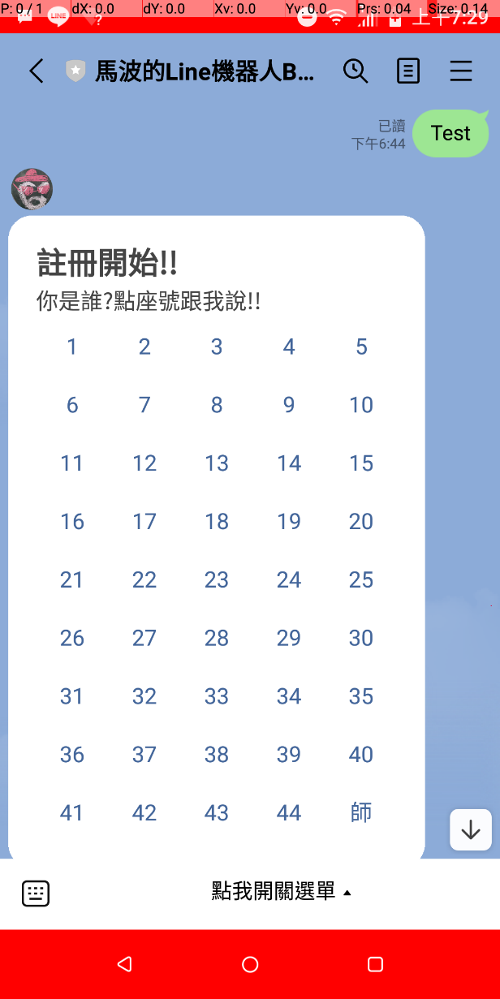 P: 0 / 1 dX: 0.0 dY: 0.0 Xv: 0.0 Yv: 0.0 Prs: 0.04 Size: 0.14
LINE ? 上午7:29
馬波的Line機器人B...
已讀
下午6:44
Test
註冊開始!!
你是誰?點座號跟我說!!
1 2 3 4 5
6 7 8 9 10
11 12 13 14 15
16 17 18 19 20
21 22 23 24 25
26 27 28 29 30
31 32 33 34 35
36 37 38 39 40
41 42 43 44 師
點我開關選單